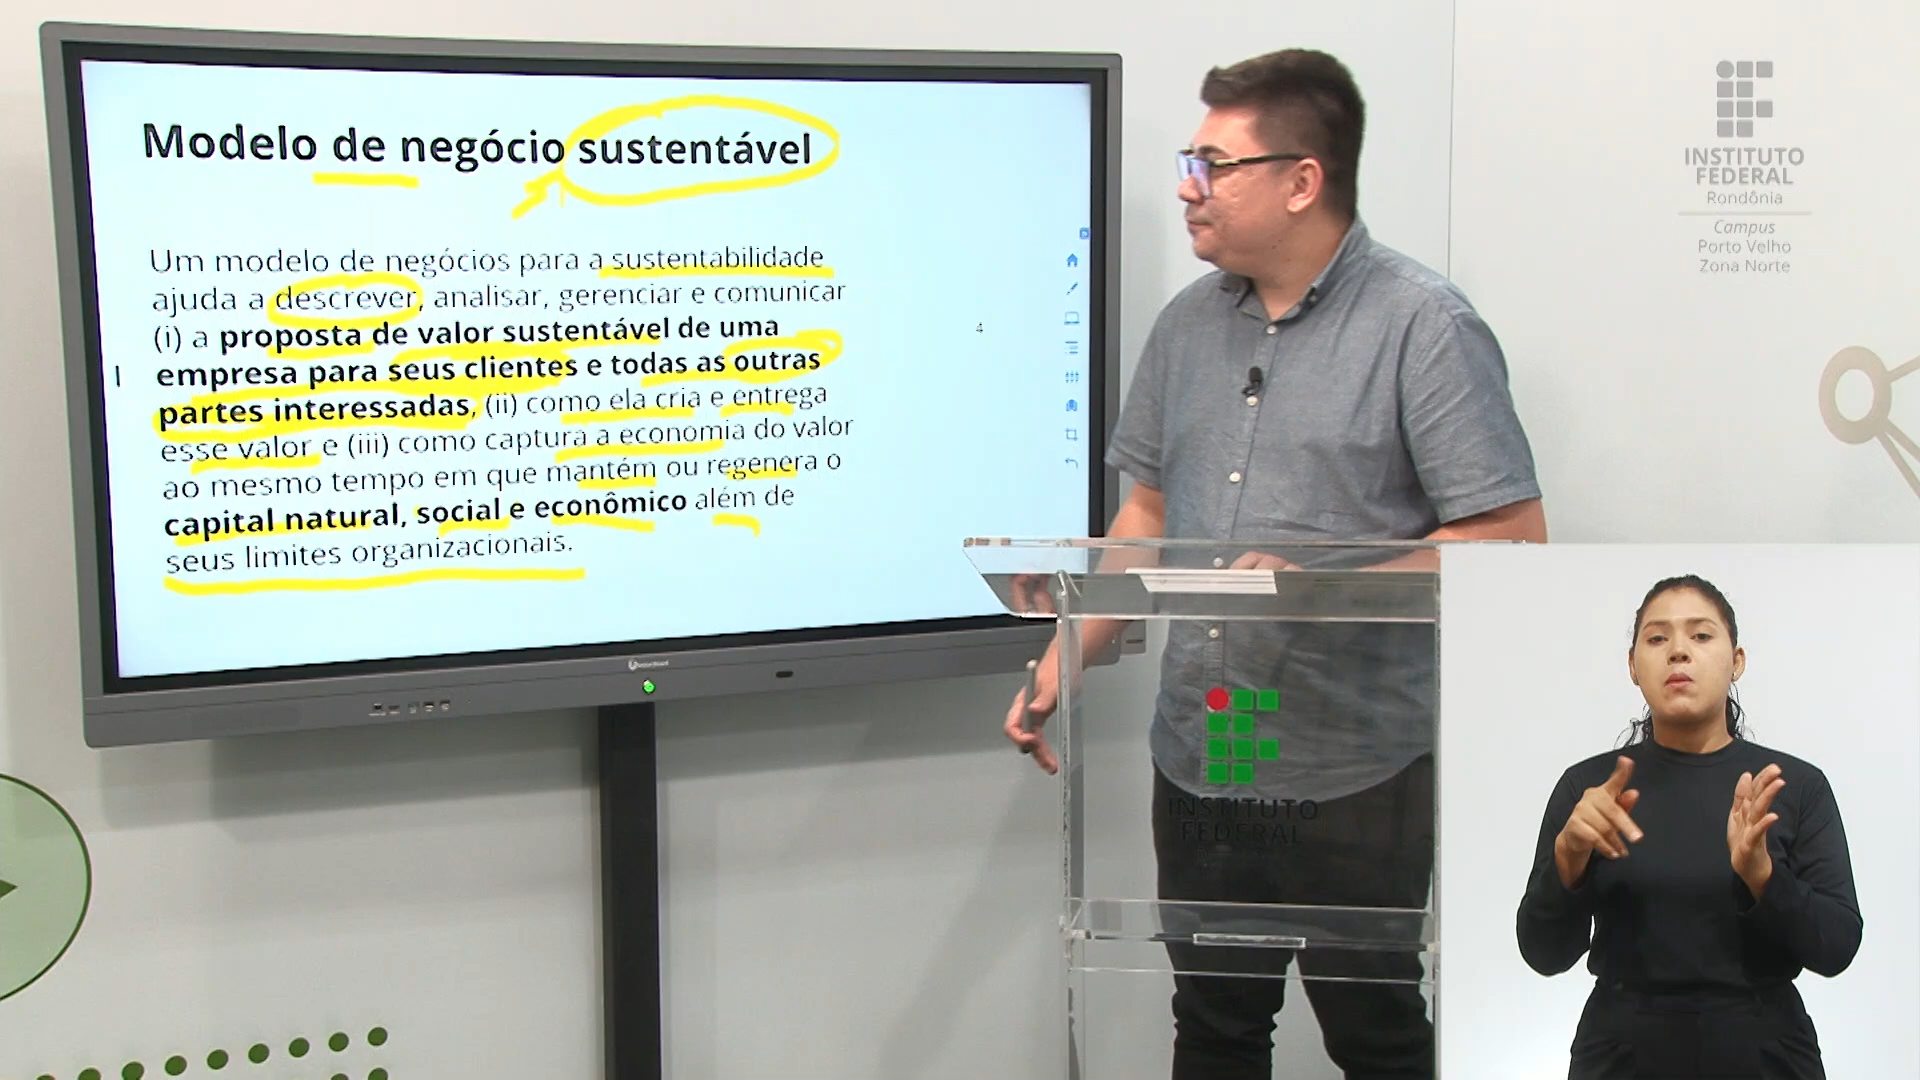 Modelo de negócio sustentável
Um modelo de negócios para a sustentabilidade
ajuda a descrever, analisar, gerenciar e comunicar
(i) a proposta de valor sustentável de uma
empresa para seus clientes e todas as outras
partes interessadas, (ii) como ela cria e entrega
esse valor e (iii) como captura a economia do valor
ao mesmo tempo em que mantém ou regenera o
capital natural, social e econômico além de
seus limites organizacionais.
4
INSTITUTO
FEDERAL
Rondônia
Campus
Porto Velho
Zona Norte
INSTITUTO
FEDERAL